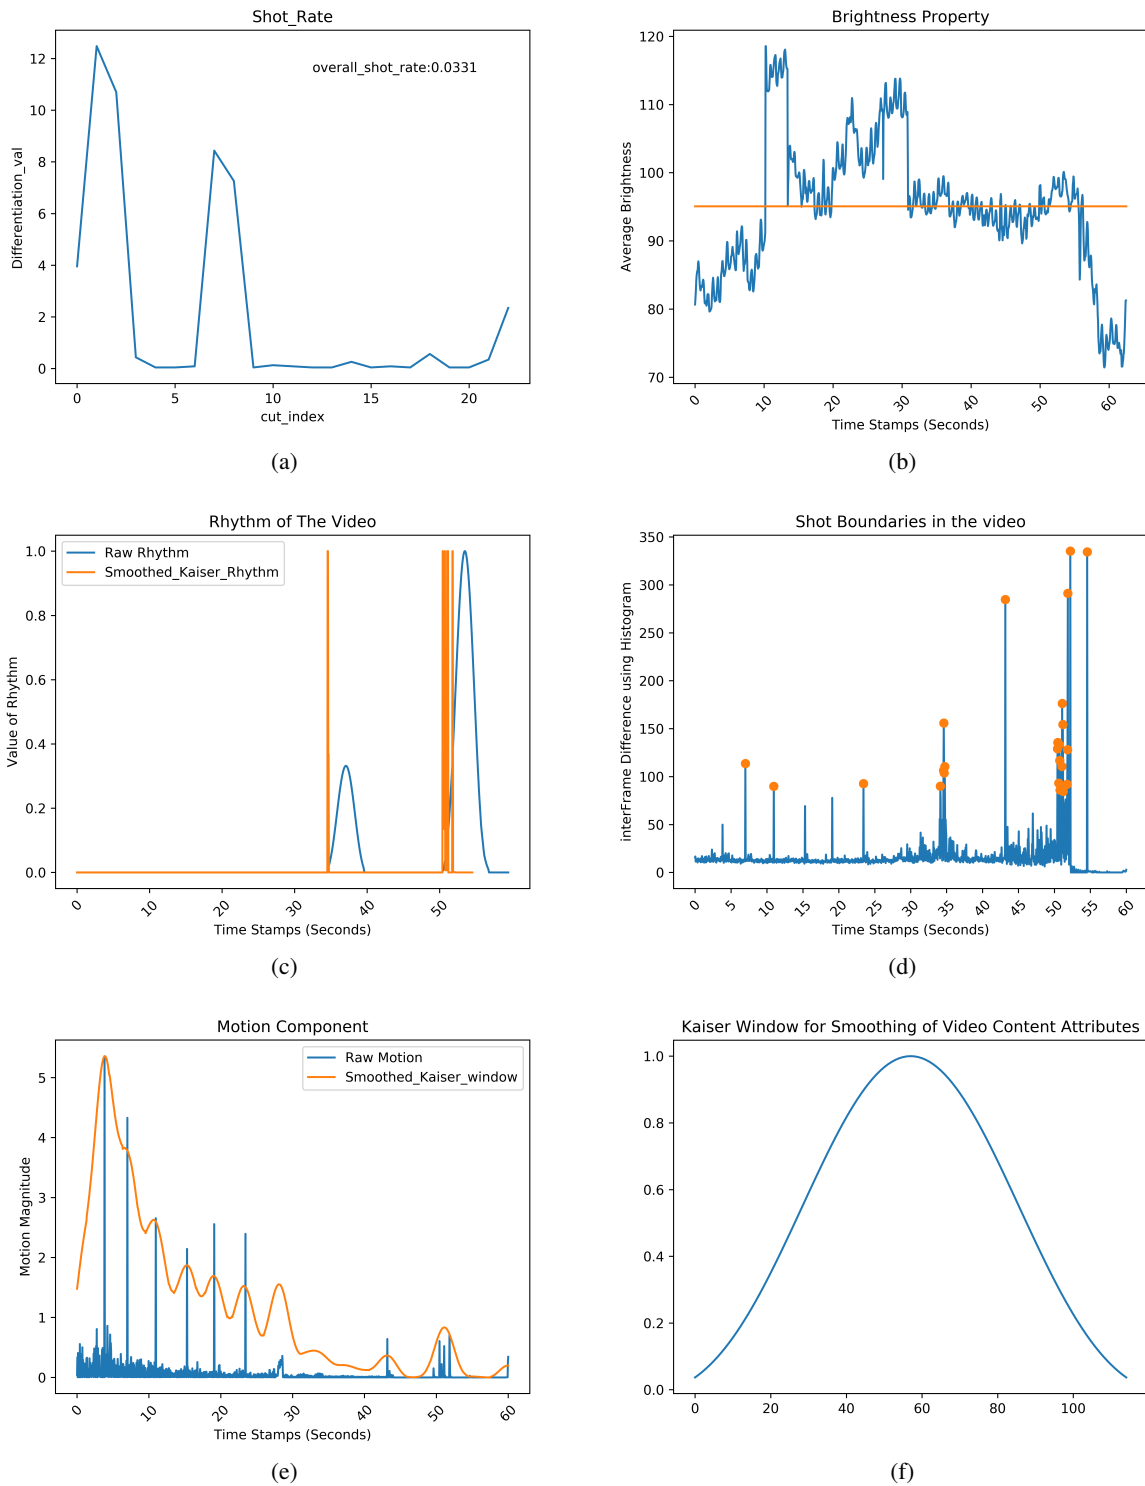 Shot_Rate
overall_shot_rate:0.0331
Differentiation_val
12
10
8
6
4
2
0
0 5 10 15 20
cut_index
(a)
Brightness Property
Average Brightness
120
110
100
90
80
70
0 10 20 30 40 50 60
Time Stamps (Seconds)
(b)
Rhythm of The Video
Raw Rhythm
Smoothed_Kaiser_Rhythm
Value of Rhythm
1.0
0.8
0.6
0.4
0.2
0.0
0 10 20 30 40 50
Time Stamps (Seconds)
(c)
Shot Boundaries in the video
interFrame Difference using Histogram
350
300
250
200
150
100
50
0
0 5 10 15 20 25 30 35 40 45 50 55 60
Time Stamps (Seconds)
(d)
Motion Component
Raw Motion
Smoothed_Kaiser_window
Motion Magnitude
5
4
3
2
1
0
0 10 20 30 40 50 60
Time Stamps (Seconds)
(e)
Kaiser Window for Smoothing of Video Content Attributes
1.0
0.8
0.6
0.4
0.2
0.0
0 20 40 60 80 100
(f)